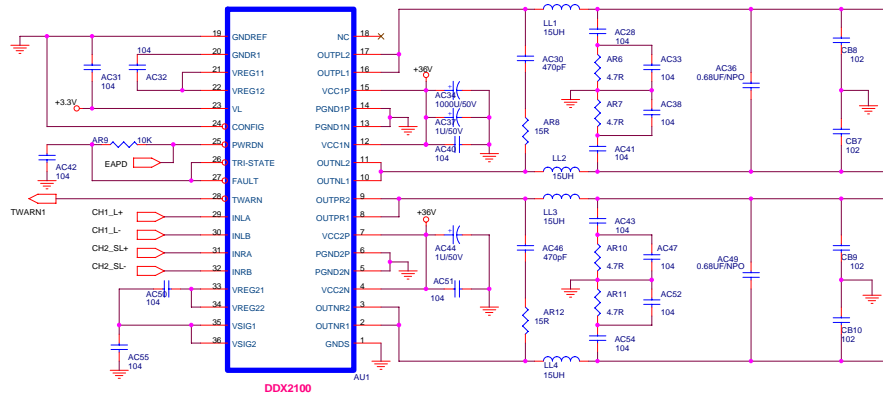 19 GNDREF
20 GNDR1
21 VREG11
22 VREG12
23 VL
24 CONFIG
25 PWRDN
26 TRI-STATE
27 FAULT
28 TWARN
29 INLA
30 INLB
31 INRA
32 INRB
33 VREG21
34 VREG22
35 VSIG1
36 VSIG2
NC 18
OUTPL2 17
OUTPL1 16
VCC1P 15
PGND1P 14
PGND1N 13
VCC1N 12
OUTNL2 11
OUTNL1 10
OUTPR2 9
OUTPR1 8
VCC2P 7
PGND2P 6
PGND2N 5
VCC2N 4
OUTNR2 3
OUTNR1 2
GNDS 1
AU1
DDX2100
AC31
104
104
AC32
+3.3V
AR9 10K
AC42
104
EAPD
TWARN1
CH1_L+
CH1_L-
CH2_SL+
CH2_SL-
AC50
104
AC55
104
+36V
AC34
1000U/50V
AC37
1U/50V
AC40
104
+36V
AC44
1U/50V
AC51
104
LL1
15UH
AC30
470pF
AR8
15R
LL2
15UH
AC28
104
AR6
4.7R
AR7
4.7R
AC41
104
AC33
104
AC38
104
AC36
0.68UF/NPO
CB8
102
CB7
102
LL3
15UH
AC46
470pF
AR12
15R
LL4
15UH
AC43
104
AR10
4.7R
AR11
4.7R
AC54
104
AC47
104
AC52
104
AC49
0.68UF/NPO
CB9
102
CB10
102